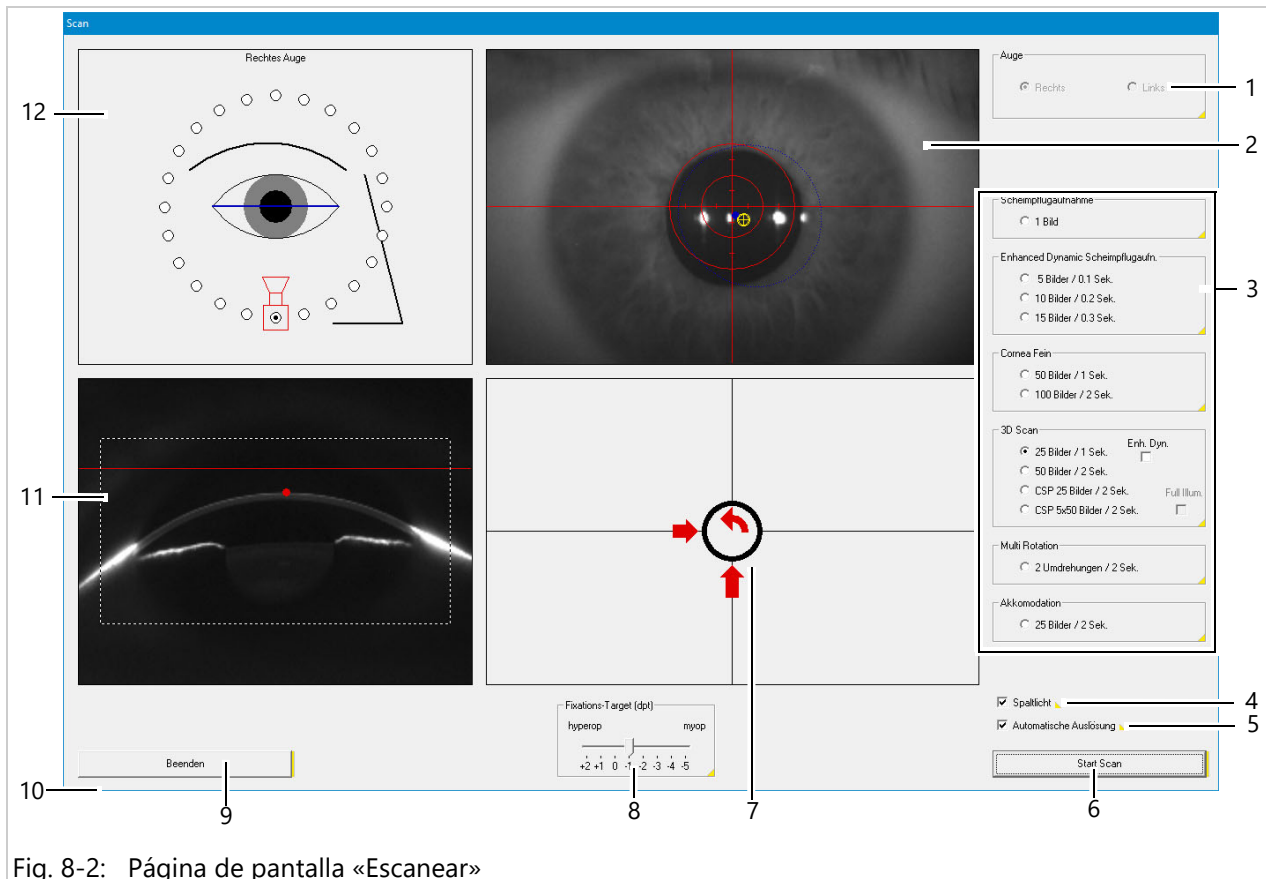 Scan
Rechtes Auge
Auge
Rechts
Links
Scheimpflugaufnahme
1 Bild
Enhanced Dynamic Scheimpflugaufn.
5 Bilder / 0.1 Sek.
10 Bilder / 0.2 Sek.
15 Bilder / 0.3 Sek.
Cornea Fein
50 Bilder / 1 Sek.
100 Bilder / 2 Sek.
3D Scan
25 Bilder / 1 Sek.
Enh. Dyn.
50 Bilder / 2 Sek.
CSP 25 Bilder / 2 Sek.
Full Illum.
CSP 5x50 Bilder / 2 Sek.
Multi Rotation
2 Umdrehungen / 2 Sek.
Akkomodation
25 Bilder / 2 Sek.
Spaltlicht
Automatische Auslösung
Start Scan
Fixations-Target (dpt)
hyperop myop
+2 +1 0 -1 -2 -3 -4 -5
Beenden
1
2
3
4
5
6
7
8
9
10
11
12
Fig. 8-2: Página de pantalla «Escanear»